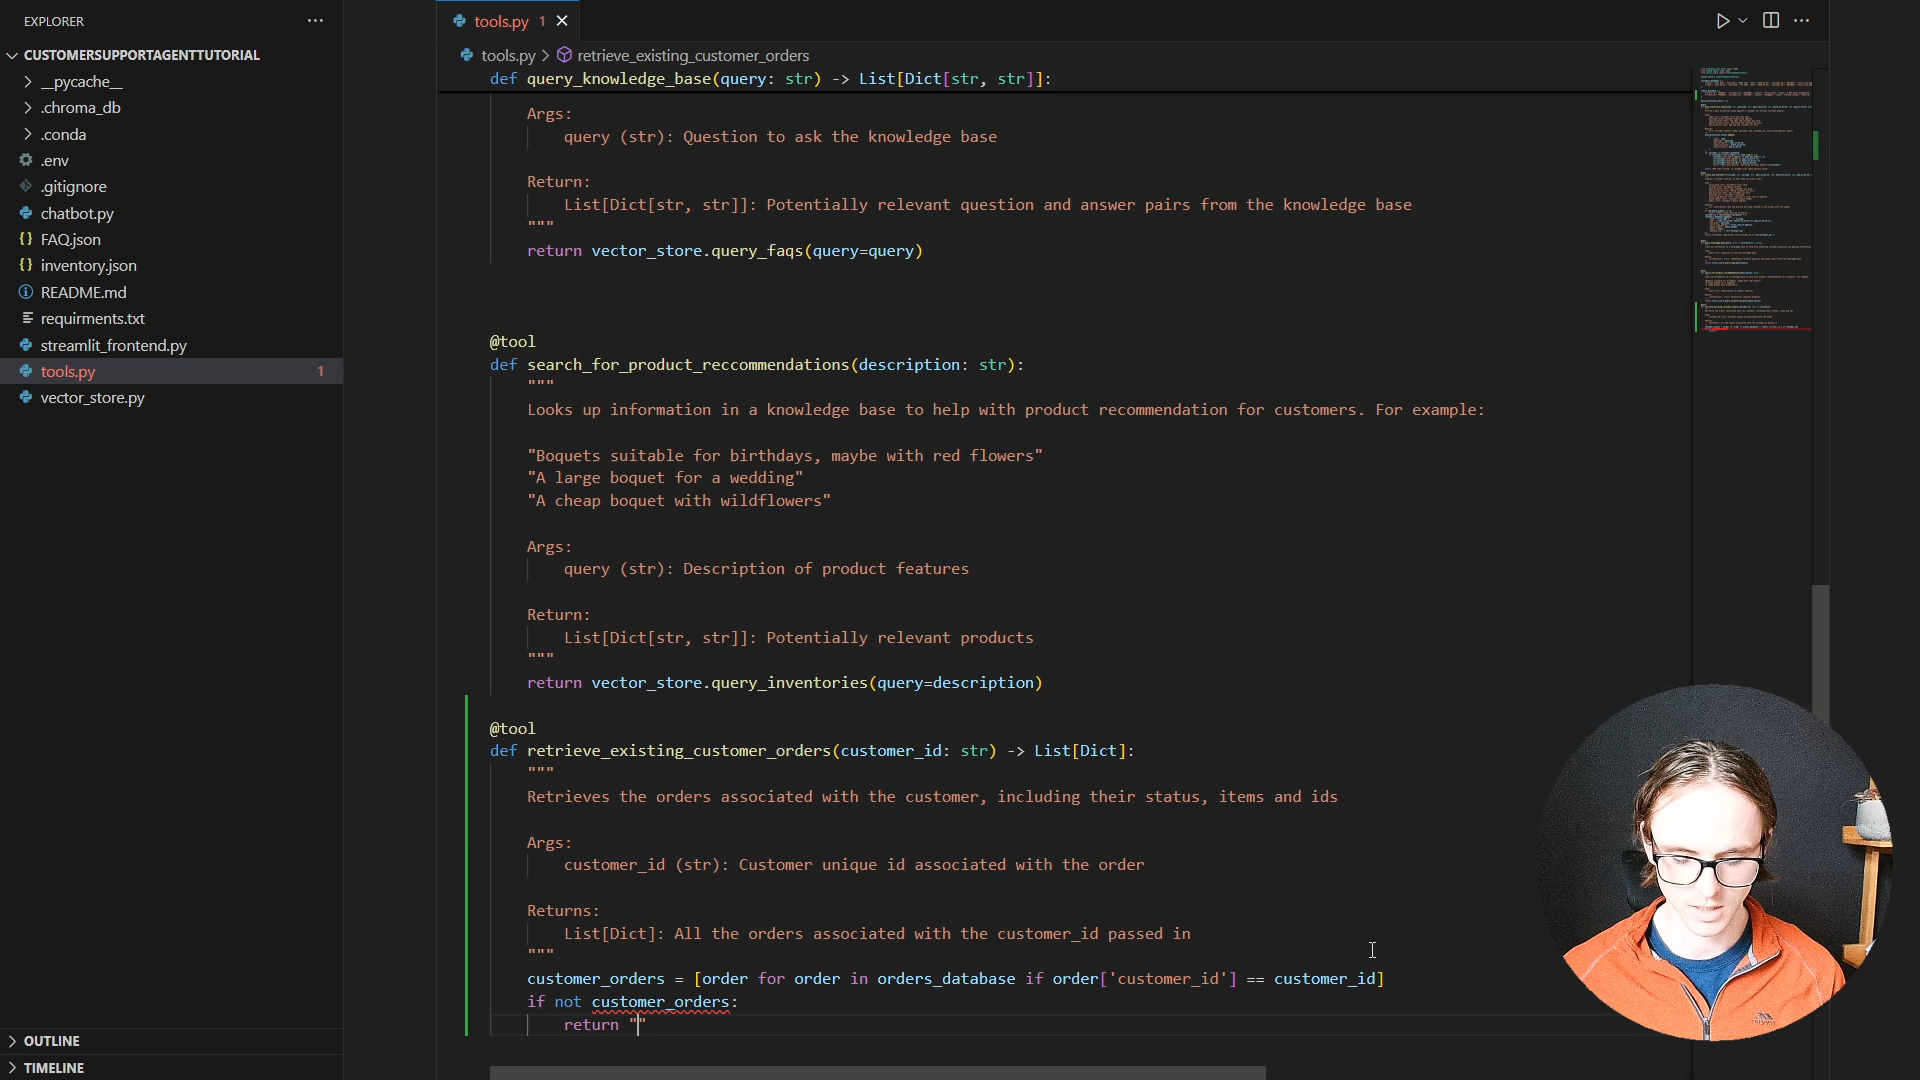 EXPLORER
CUSTOMERSUPPORTAGENTTUTORIAL
__pycache__
.chroma_db
.conda
.env
.gitignore
chatbot.py
FAQ.json
inventory.json
README.md
requirments.txt
streamlit_frontend.py
tools.py 1
vector_store.py
OUTLINE
TIMELINE
tools.py 1
tools.py > retrieve_existing_customer_orders
def query_knowledge_base(query: str) -> List[Dict[str, str]]:
Args:
query (str): Question to ask the knowledge base
Return:
List[Dict[str, str]]: Potentially relevant question and answer pairs from the knowledge base
"""
return vector_store.query_faqs(query=query)
@tool
def search_for_product_reccommendations(description: str):
"""
Looks up information in a knowledge base to help with product recommendation for customers. For example:
"Boquets suitable for birthdays, maybe with red flowers"
"A large boquet for a wedding"
"A cheap boquet with wildflowers"
Args:
query (str): Description of product features
Return:
List[Dict[str, str]]: Potentially relevant products
"""
return vector_store.query_inventories(query=description)
@tool
def retrieve_existing_customer_orders(customer_id: str) -> List[Dict]:
"""
Retrieves the orders associated with the customer, including their status, items and ids
Args:
customer_id (str): Customer unique id associated with the order
Returns:
List[Dict]: All the orders associated with the customer_id passed in
"""
customer_orders = [order for order in orders_database if order['customer_id'] == customer_id]
if not customer_orders:
return ""